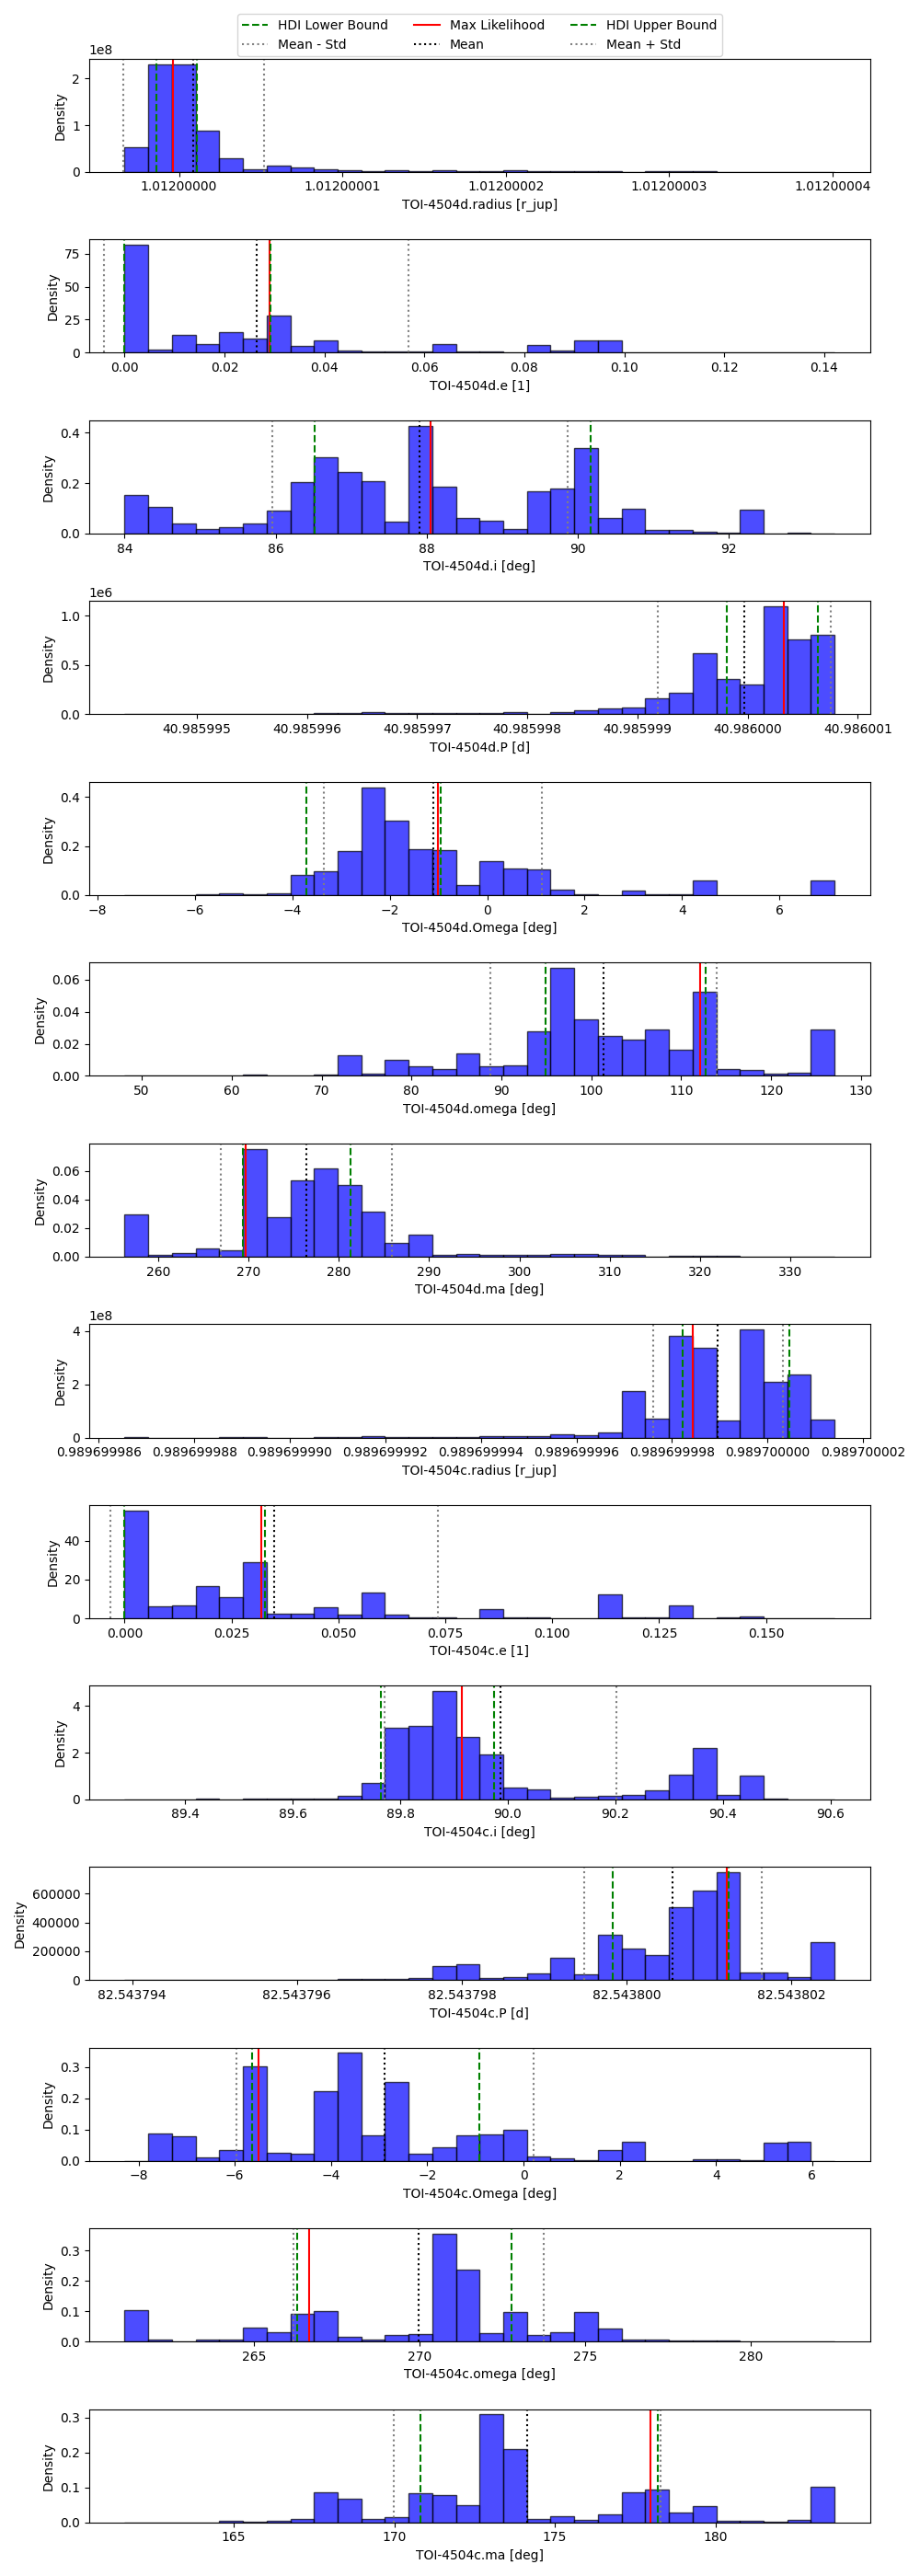 HDI Lower Bound Max Likelihood HDI Upper Bound
Mean - Std Mean Mean + Std
1e8
Density
2
1
0
1.01200000 1.01200001 1.01200002 1.01200003 1.01200004
TOI-4504d.radius [r_jup]
Density
75
50
25
0
0.00 0.02 0.04 0.06 0.08 0.10 0.12 0.14
TOI-4504d.e [1]
Density
0.4
0.2
0.0
84 86 88 90 92
TOI-4504d.i [deg]
1e6
Density
1.0
0.5
0.0
40.985995 40.985996 40.985997 40.985998 40.985999 40.986000 40.986001
TOI-4504d.P [d]
Density
0.4
0.2
0.0
−8 −6 −4 −2 0 2 4 6
TOI-4504d.Omega [deg]
Density
0.06
0.04
0.02
0.00
50 60 70 80 90 100 110 120 130
TOI-4504d.omega [deg]
Density
0.06
0.04
0.02
0.00
260 270 280 290 300 310 320 330
TOI-4504d.ma [deg]
1e8
Density
4
2
0
0.989699986 0.989699988 0.989699990 0.989699992 0.989699994 0.989699996 0.989699998 0.989700000 0.989700002
TOI-4504c.radius [r_jup]
Density
40
20
0
0.000 0.025 0.050 0.075 0.100 0.125 0.150
TOI-4504c.e [1]
Density
4
2
0
89.4 89.6 89.8 90.0 90.2 90.4 90.6
TOI-4504c.i [deg]
Density
600000
400000
200000
0
82.543794 82.543796 82.543798 82.543800 82.543802
TOI-4504c.P [d]
Density
0.3
0.2
0.1
0.0
−8 −6 −4 −2 0 2 4 6
TOI-4504c.Omega [deg]
Density
0.3
0.2
0.1
0.0
265 270 275 280
TOI-4504c.omega [deg]
Density
0.3
0.2
0.1
0.0
165 170 175 180
TOI-4504c.ma [deg]